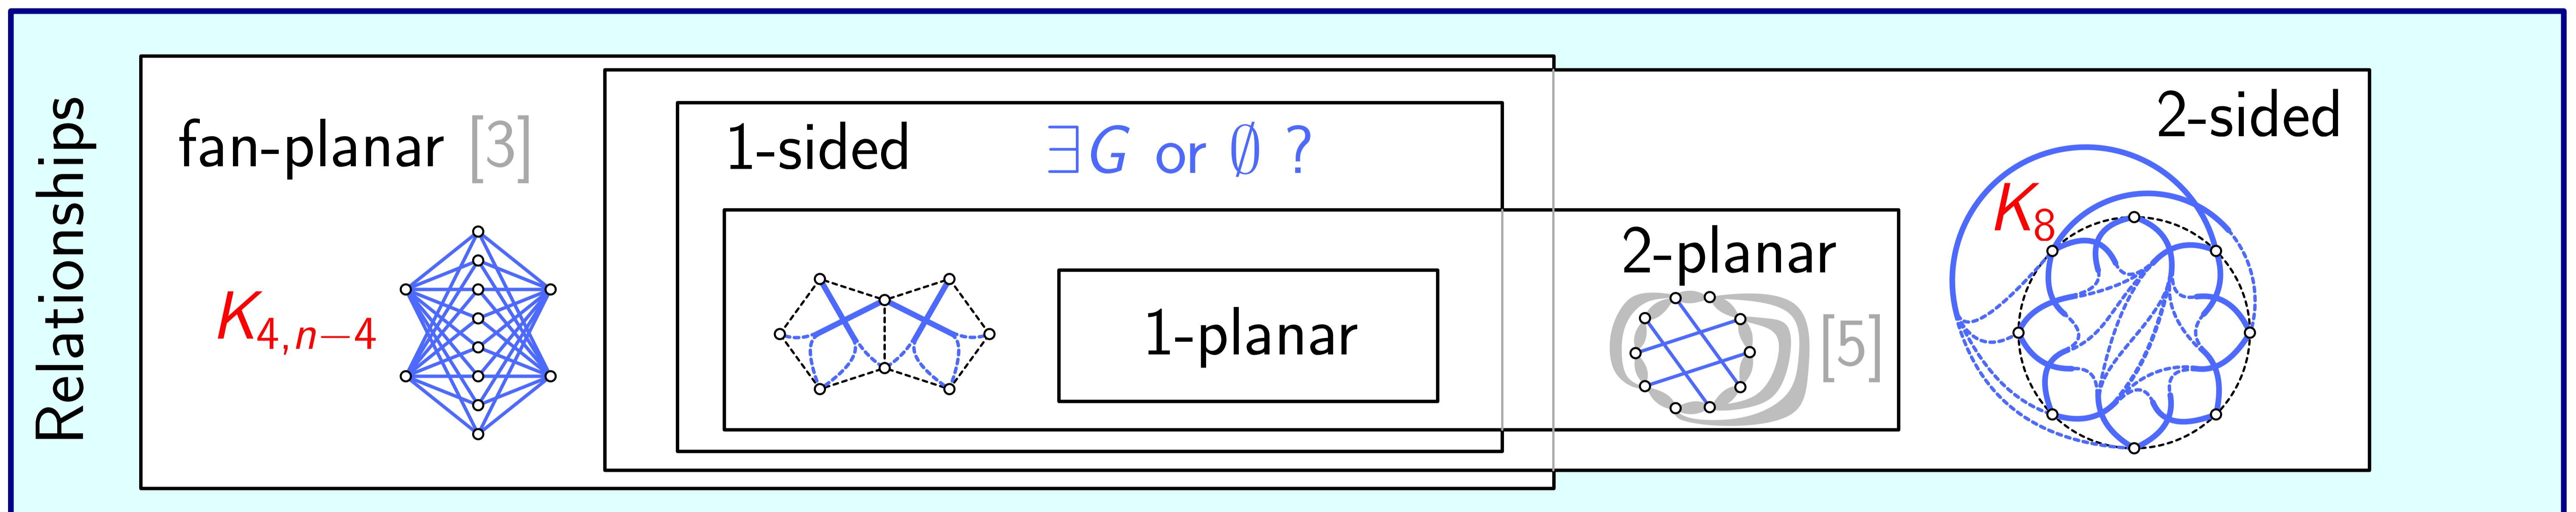 Relationships
fan-planar [3]
K4,n−4
1-sided ∃G or ∅ ?
1-planar
2-planar
[5]
2-sided
K8